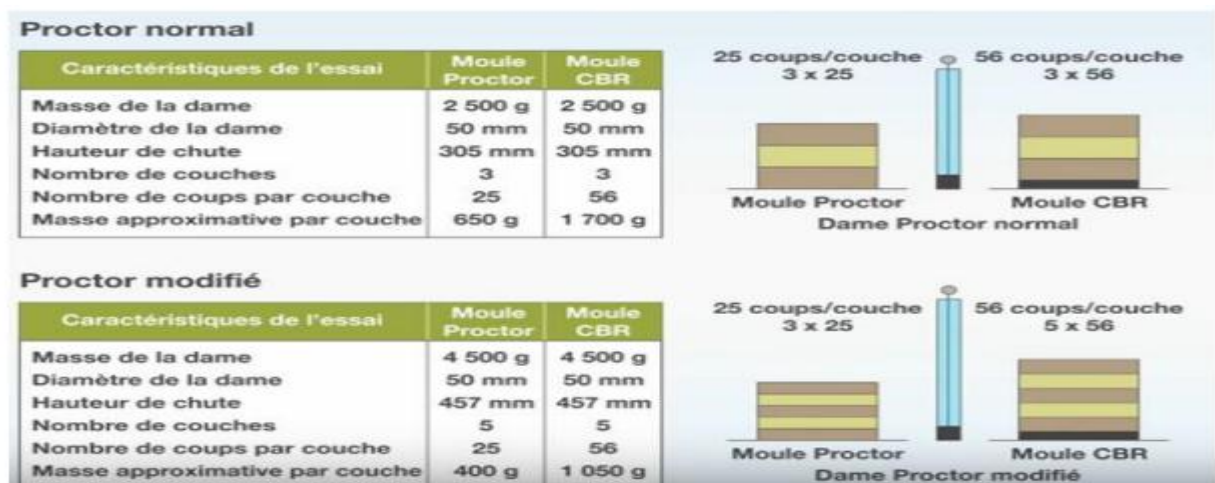 Proctor normal
Caractéristiques de l'essai Moule Proctor Moule CBR
Masse de la dame 2 500 g 2 500 g
Diamètre de la dame 50 mm 50 mm
Hauteur de chute 305 mm 305 mm
Nombre de couches 3 3
Nombre de coups par couche 25 56
Masse approximative par couche 650 g 1 700 g
25 coups/couche
3 x 25
56 coups/couche
3 x 56
Moule Proctor
Moule CBR
Dame Proctor normal
Proctor modifié
Caractéristiques de l'essai Moule Proctor Moule CBR
Masse de la dame 4 500 g 4 500 g
Diamètre de la dame 50 mm 50 mm
Hauteur de chute 457 mm 457 mm
Nombre de couches 5 5
Nombre de coups par couche 25 56
Masse approximative par couche 400 g 1 050 g
25 coups/couche
3 x 25
56 coups/couche
5 x 56
Moule Proctor
Moule CBR
Dame Proctor modifié